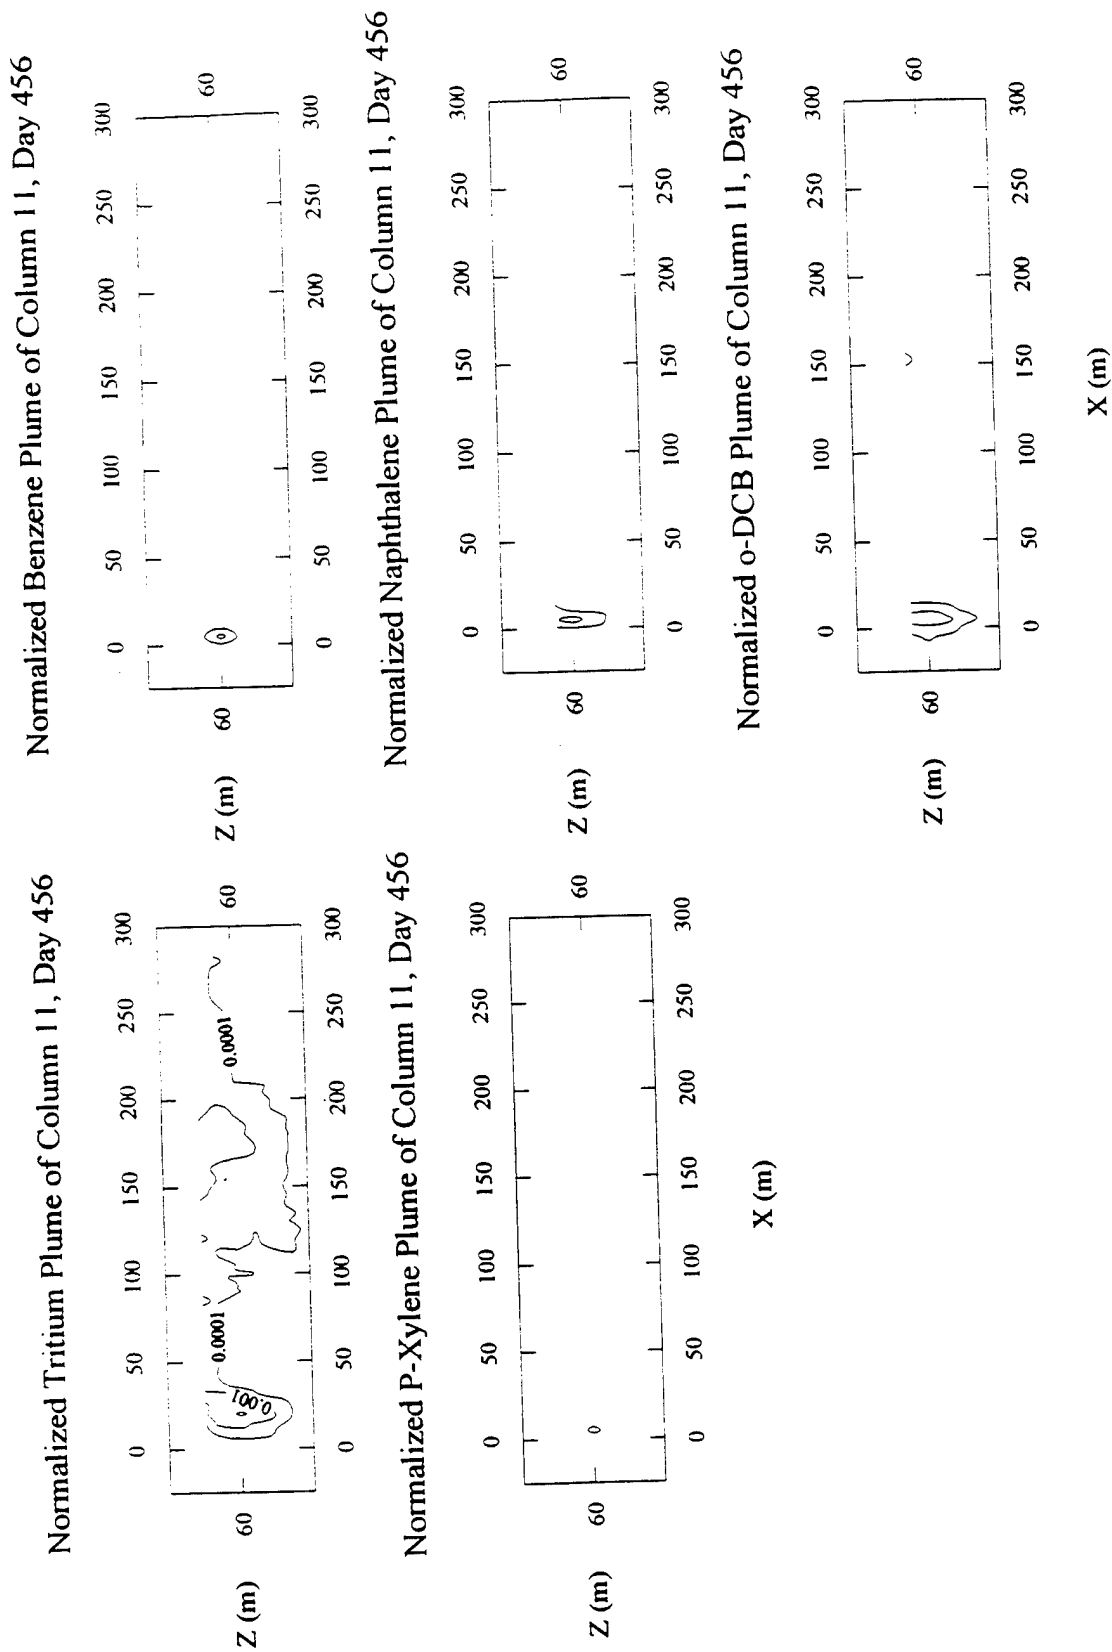 Normalized Tritium Plume of Column 11, Day 456
0 50 100 150 200 250 300
Z (m) 60 60
0.0001
0.001
0.0001
0 50 100 150 200 250 300
Normalized Benzene Plume of Column 11, Day 456
0 50 100 150 200 250 300
Z (m) 60 60
0 50 100 150 200 250 300
Normalized P-Xylene Plume of Column 11, Day 456
0 50 100 150 200 250 300
Z (m) 60 60
0 50 100 150 200 250 300
X (m)
Normalized Naphthalene Plume of Column 11, Day 456
0 50 100 150 200 250 300
Z (m) 60 60
0 50 100 150 200 250 300
Normalized o-DCB Plume of Column 11, Day 456
0 50 100 150 200 250 300
Z (m) 60 60
0 50 100 150 200 250 300
X (m)